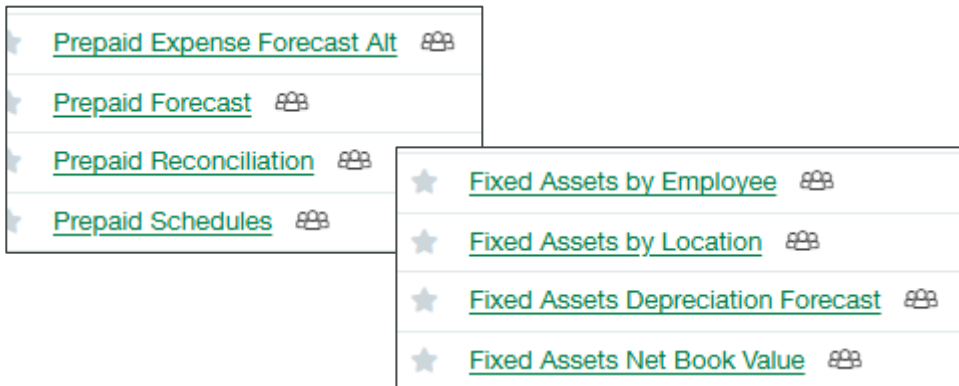 Prepaid Expense Forecast Alt
Prepaid Forecast
Prepaid Reconciliation
Prepaid Schedules
Fixed Assets by Employee
Fixed Assets by Location
Fixed Assets Depreciation Forecast
Fixed Assets Net Book Value